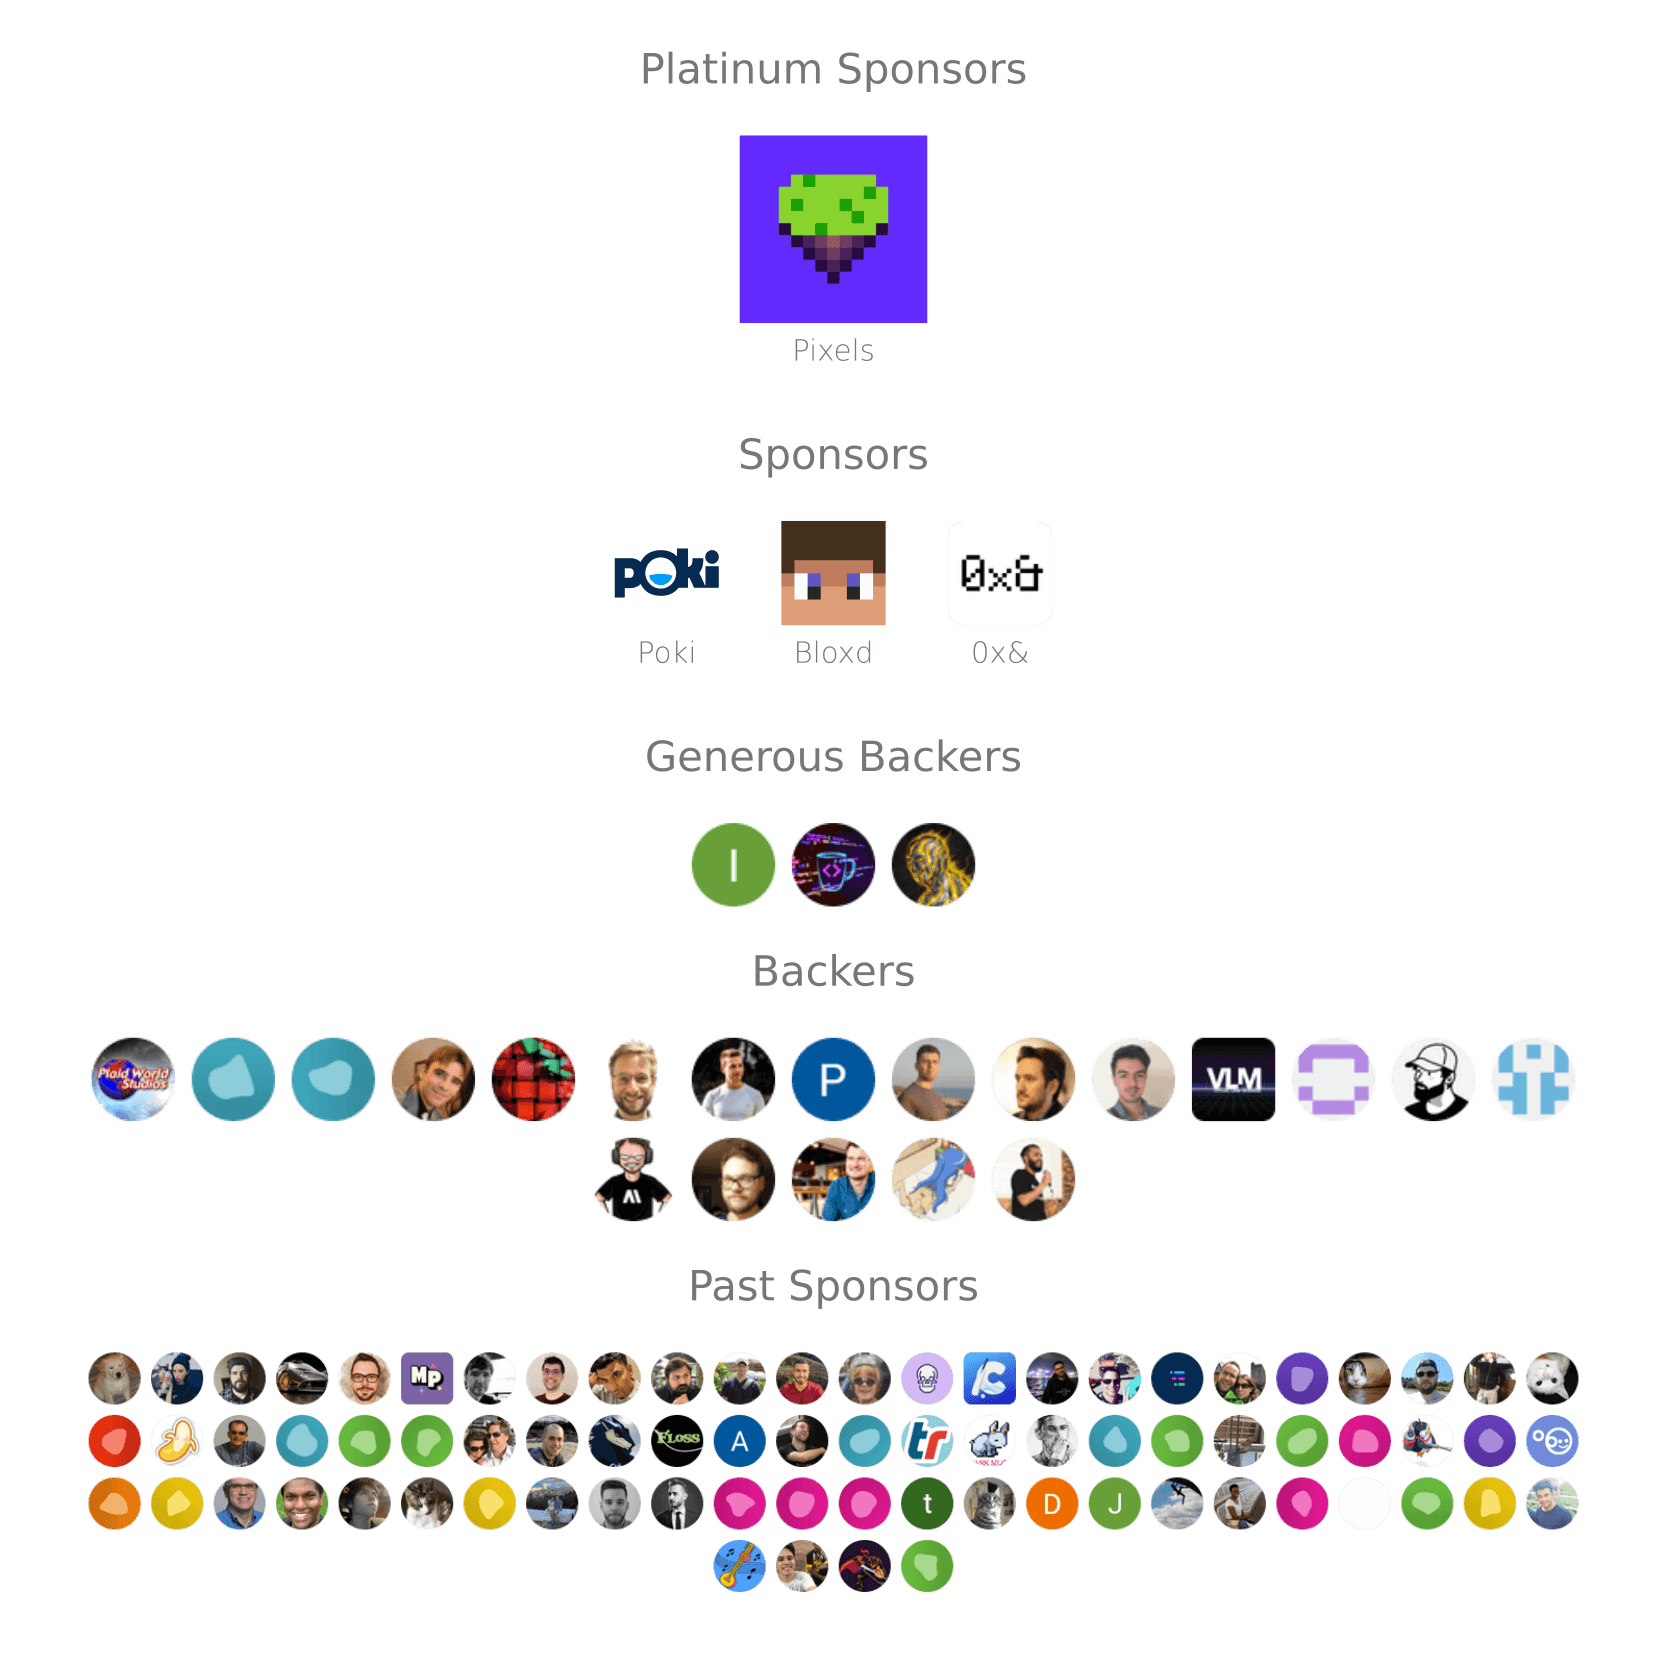 Platinum Sponsors
Pixels
Sponsors
poki
0x&
Poki
Bloxd
0x&
Generous Backers
I
<>
Backers
Plaid World
Studios
P
VLM
Past Sponsors
MP
FLOSS
A
tr
t
D
J